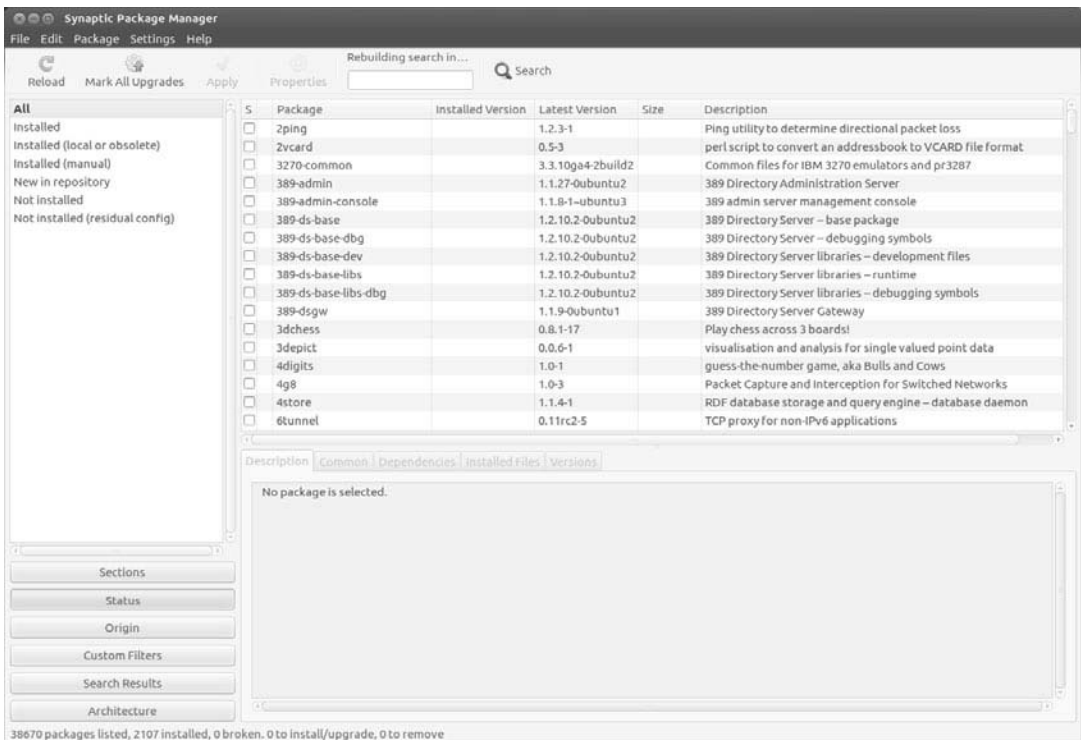 Synaptic Package Manager
File Edit Package Settings Help
Reload Mark All Upgrades Apply Properties Rebuilding search in... Search
All
Installed
Installed (local or obsolete)
Installed (manual)
New in repository
Not installed
Not installed (residual config)
S Package Installed Version Latest Version Size Description
2ping 1.2.3-1 Ping utility to determine directional packet loss
2vcard 0.5-3 perl script to convert an addressbook to VCARD file format
3270-common 3.3.10ga4-2build2 Common files for IBM 3270 emulators and pr3287
389-admin 1.1.27-0ubuntu2 389 Directory Administration Server
389-admin-console 1.1.8-1~ubuntu3 389 admin server management console
389-ds-base 1.2.10.2-0ubuntu2 389 Directory Server – base package
389-ds-base-dbg 1.2.10.2-0ubuntu2 389 Directory Server – debugging symbols
389-ds-base-dev 1.2.10.2-0ubuntu2 389 Directory Server libraries – development files
389-ds-base-libs 1.2.10.2-0ubuntu2 389 Directory Server libraries – runtime
389-ds-base-libs-dbg 1.2.10.2-0ubuntu2 389 Directory Server libraries – debugging symbols
389-dsgw 1.1.9-0ubuntu1 389 Directory Server Gateway
3dchess 0.8.1-17 Play chess across 3 boards!
3depict 0.0.6-1 visualisation and analysis for single valued point data
4digits 1.0-1 guess-the-number game, aka Bulls and Cows
4g8 1.0-3 Packet Capture and Interception for Switched Networks
4store 1.1.4-1 RDF database storage and query engine – database daemon
6tunnel 0.11rc2-5 TCP proxy for non-IPv6 applications
Description Common Dependencies Installed Files Versions
No package is selected.
Sections
Status
Origin
Custom Filters
Search Results
Architecture
38670 packages listed, 2107 installed, 0 broken. 0 to install/upgrade, 0 to remove